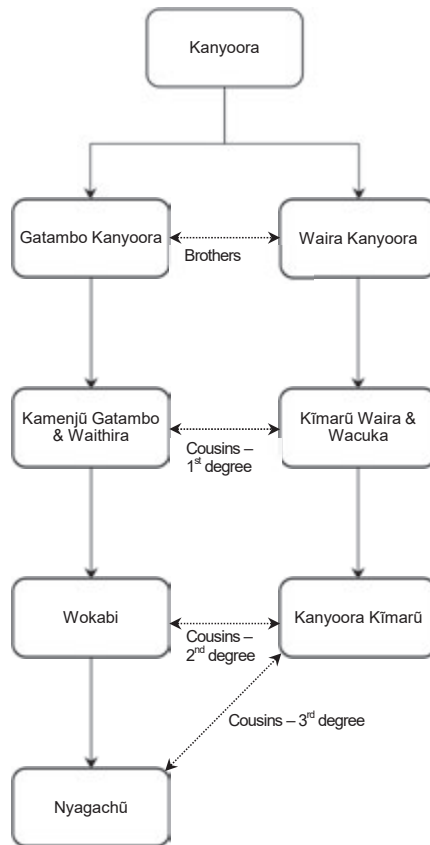 Kanyoora
Gatambo Kanyoora
Waira Kanyoora
Brothers
Kamenjũ Gatambo
& Waithira
Kĩmarũ Waira &
Wacuka
Cousins –
1st degree
Wokabi
Kanyoora Kĩmarũ
Cousins –
2nd degree
Cousins – 3rd degree
Nyagachũ